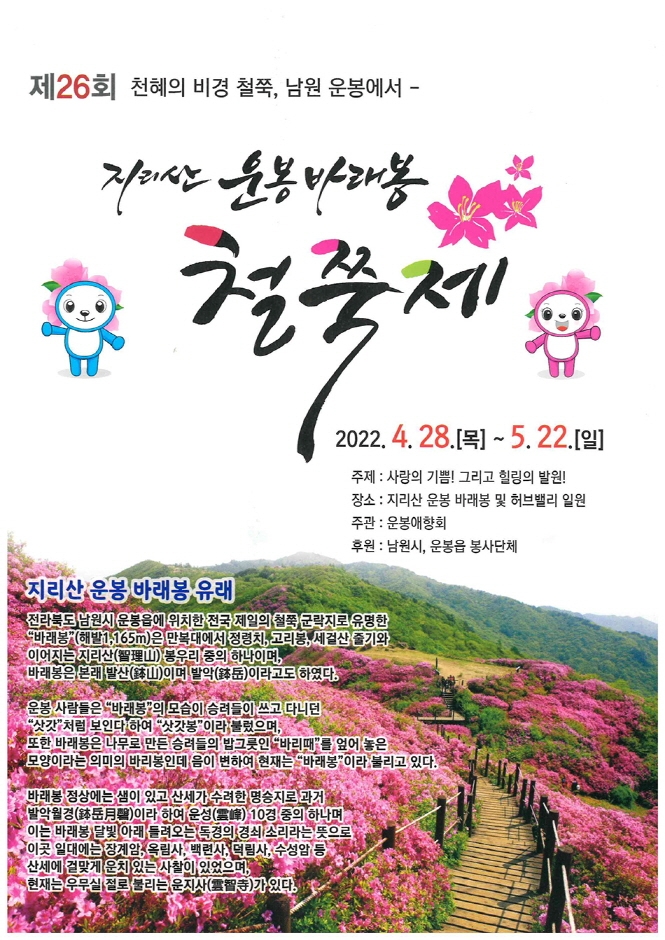 제26회 천혜의 비경 철쭉, 남원 운봉에서 -
지리산 운봉 바래봉
철쭉제
2022. 4. 28.[목] ~ 5. 22.[일]
주제 : 사랑의 기쁨! 그리고 힐링의 발원!
장소 : 지리산 운봉 바래봉 및 허브밸리 일원
주관 : 운봉애향회
후원 : 남원시, 운봉읍 봉사단체
지리산 운봉 바래봉 유래
전라북도 남원시 운봉읍에 위치한 전국 제일의 철쭉 군락지로 유명한
“바래봉”(해발1,165m)은 만복대에서 정령치, 고리봉, 세걸산 줄기와
이어지는 지리산(智理山) 봉우리 중의 하나이며,
바래봉은 본래 발산(鉢山)이며 발악(鉢岳)이라고도 하였다.
운봉 사람들은 “바래봉”의 모습이 승려들이 쓰고 다니던
“삿갓”처럼 보인다 하여 “삿갓봉”이라 불렀으며,
또한 바래봉은 나무로 만든 승려들의 밥그릇인 “바리때”를 엎어 놓은
모양이라는 의미의 바리봉인데 음이 변하여 현재는 “바래봉”이라 불리고 있다.
바래봉 정상에는 샘이 있고 산세가 수려한 명승지로 과거
발악월경(鉢岳月磬)이라 하여 운성(雲峰) 10경 중의 하나며
이는 바래봉 달빛 아래 들려오는 독경의 경쇠 소리라는 뜻으로
이곳 일대에는 장계암, 옥림사, 백련사, 덕림사, 수성암 등
산세에 걸맞게 운치 있는 사찰이 있었으며,
현재는 우무실 절로 불리는 운지사(雲智寺)가 있다.